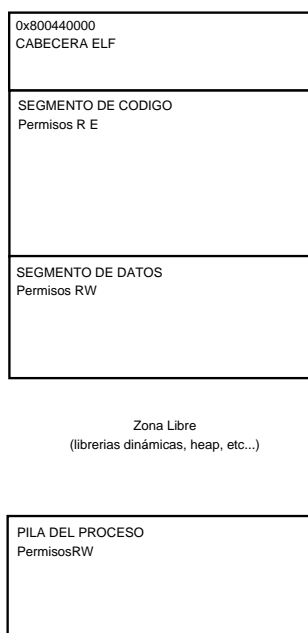 0x800440000
CABECERA ELF
SEGMENTO DE CODIGO
Permisos R E
SEGMENTO DE DATOS
Permisos RW
Zona Libre
(librerias dinámicas, heap, etc...)
PILA DEL PROCESO
PermisosRW